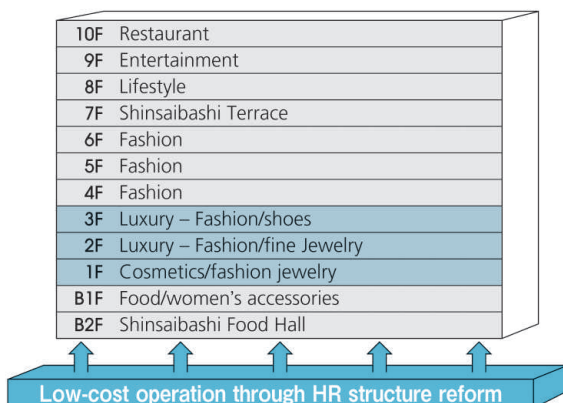 10F Restaurant
9F Entertainment
8F Lifestyle
7F Shinsaibashi Terrace
6F Fashion
5F Fashion
4F Fashion
3F Luxury – Fashion/shoes
2F Luxury – Fashion/fine Jewelry
1F Cosmetics/fashion jewelry
B1F Food/women's accessories
B2F Shinsaibashi Food Hall
Low-cost operation through HR structure reform